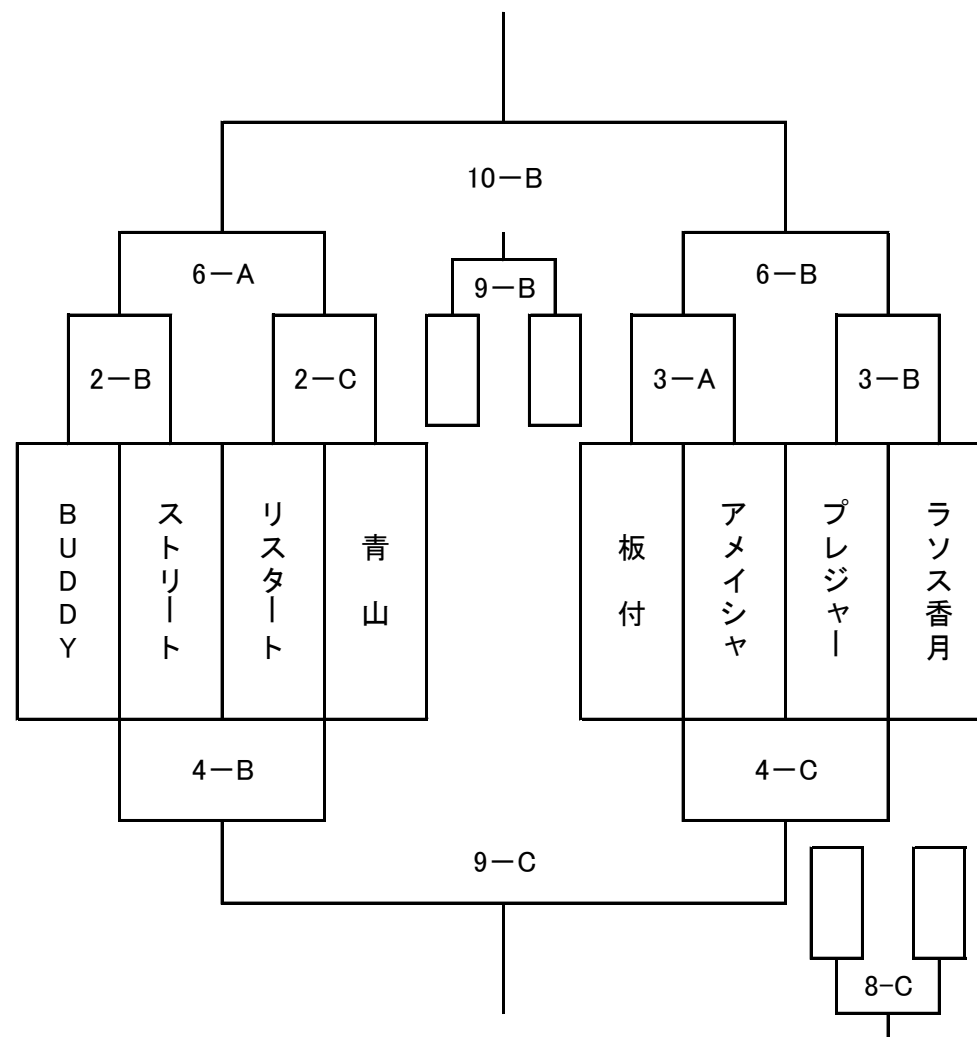 10－B
6－A
6－B
9－B
2－B
2－C
3－A
3－B
BUDDY
ストリート
リスタート
青山
板付
アメイシャ
プレジャー
ラソス香月
4－B
4－C
9－C
8-C